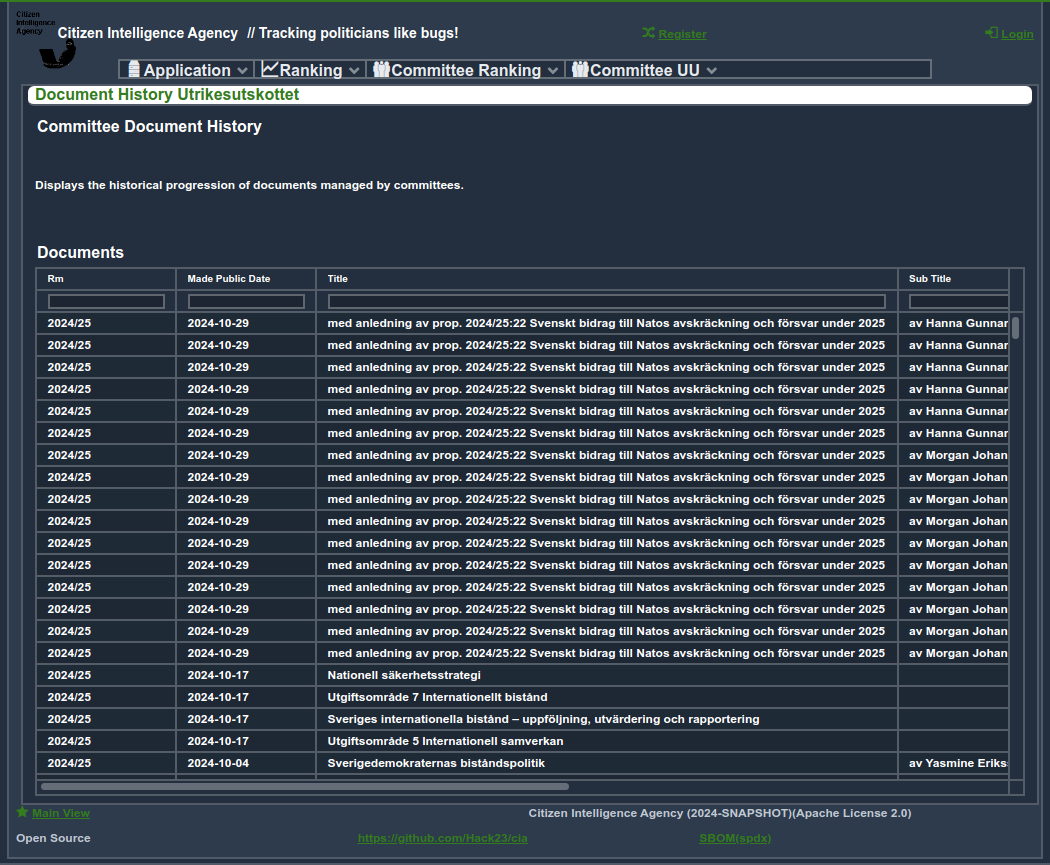 Citizen
Intelligence
Agency
Citizen Intelligence Agency // Tracking politicians like bugs!
Register
Login
Application Ranking Committee Ranking Committee UU
Document History Utrikesutskottet
Committee Document History
Displays the historical progression of documents managed by committees.
Documents
Rm Made Public Date Title Sub Title
2024/25 2024-10-29 med anledning av prop. 2024/25:22 Svenskt bidrag till Natos avskräckning och försvar under 2025 av Hanna Gunnar
2024/25 2024-10-29 med anledning av prop. 2024/25:22 Svenskt bidrag till Natos avskräckning och försvar under 2025 av Hanna Gunnar
2024/25 2024-10-29 med anledning av prop. 2024/25:22 Svenskt bidrag till Natos avskräckning och försvar under 2025 av Hanna Gunnar
2024/25 2024-10-29 med anledning av prop. 2024/25:22 Svenskt bidrag till Natos avskräckning och försvar under 2025 av Hanna Gunnar
2024/25 2024-10-29 med anledning av prop. 2024/25:22 Svenskt bidrag till Natos avskräckning och försvar under 2025 av Hanna Gunnar
2024/25 2024-10-29 med anledning av prop. 2024/25:22 Svenskt bidrag till Natos avskräckning och försvar under 2025 av Hanna Gunnar
2024/25 2024-10-29 med anledning av prop. 2024/25:22 Svenskt bidrag till Natos avskräckning och försvar under 2025 av Morgan Johan
2024/25 2024-10-29 med anledning av prop. 2024/25:22 Svenskt bidrag till Natos avskräckning och försvar under 2025 av Morgan Johan
2024/25 2024-10-29 med anledning av prop. 2024/25:22 Svenskt bidrag till Natos avskräckning och försvar under 2025 av Morgan Johan
2024/25 2024-10-29 med anledning av prop. 2024/25:22 Svenskt bidrag till Natos avskräckning och försvar under 2025 av Morgan Johan
2024/25 2024-10-29 med anledning av prop. 2024/25:22 Svenskt bidrag till Natos avskräckning och försvar under 2025 av Morgan Johan
2024/25 2024-10-29 med anledning av prop. 2024/25:22 Svenskt bidrag till Natos avskräckning och försvar under 2025 av Morgan Johan
2024/25 2024-10-29 med anledning av prop. 2024/25:22 Svenskt bidrag till Natos avskräckning och försvar under 2025 av Morgan Johan
2024/25 2024-10-29 med anledning av prop. 2024/25:22 Svenskt bidrag till Natos avskräckning och försvar under 2025 av Morgan Johan
2024/25 2024-10-29 med anledning av prop. 2024/25:22 Svenskt bidrag till Natos avskräckning och försvar under 2025 av Morgan Johan
2024/25 2024-10-29 med anledning av prop. 2024/25:22 Svenskt bidrag till Natos avskräckning och försvar under 2025 av Morgan Johan
2024/25 2024-10-17 Nationell säkerhetsstrategi
2024/25 2024-10-17 Utgiftsområde 7 Internationellt bistånd
2024/25 2024-10-17 Sveriges internationella bistånd – uppföljning, utvärdering och rapportering
2024/25 2024-10-17 Utgiftsområde 5 Internationell samverkan
2024/25 2024-10-04 Sverigedemokraternas biståndspolitik av Yasmine Eriks
Main View
Citizen Intelligence Agency (2024-SNAPSHOT)(Apache License 2.0)
Open Source https://github.com/Hack23/cia SBOM(spdx)